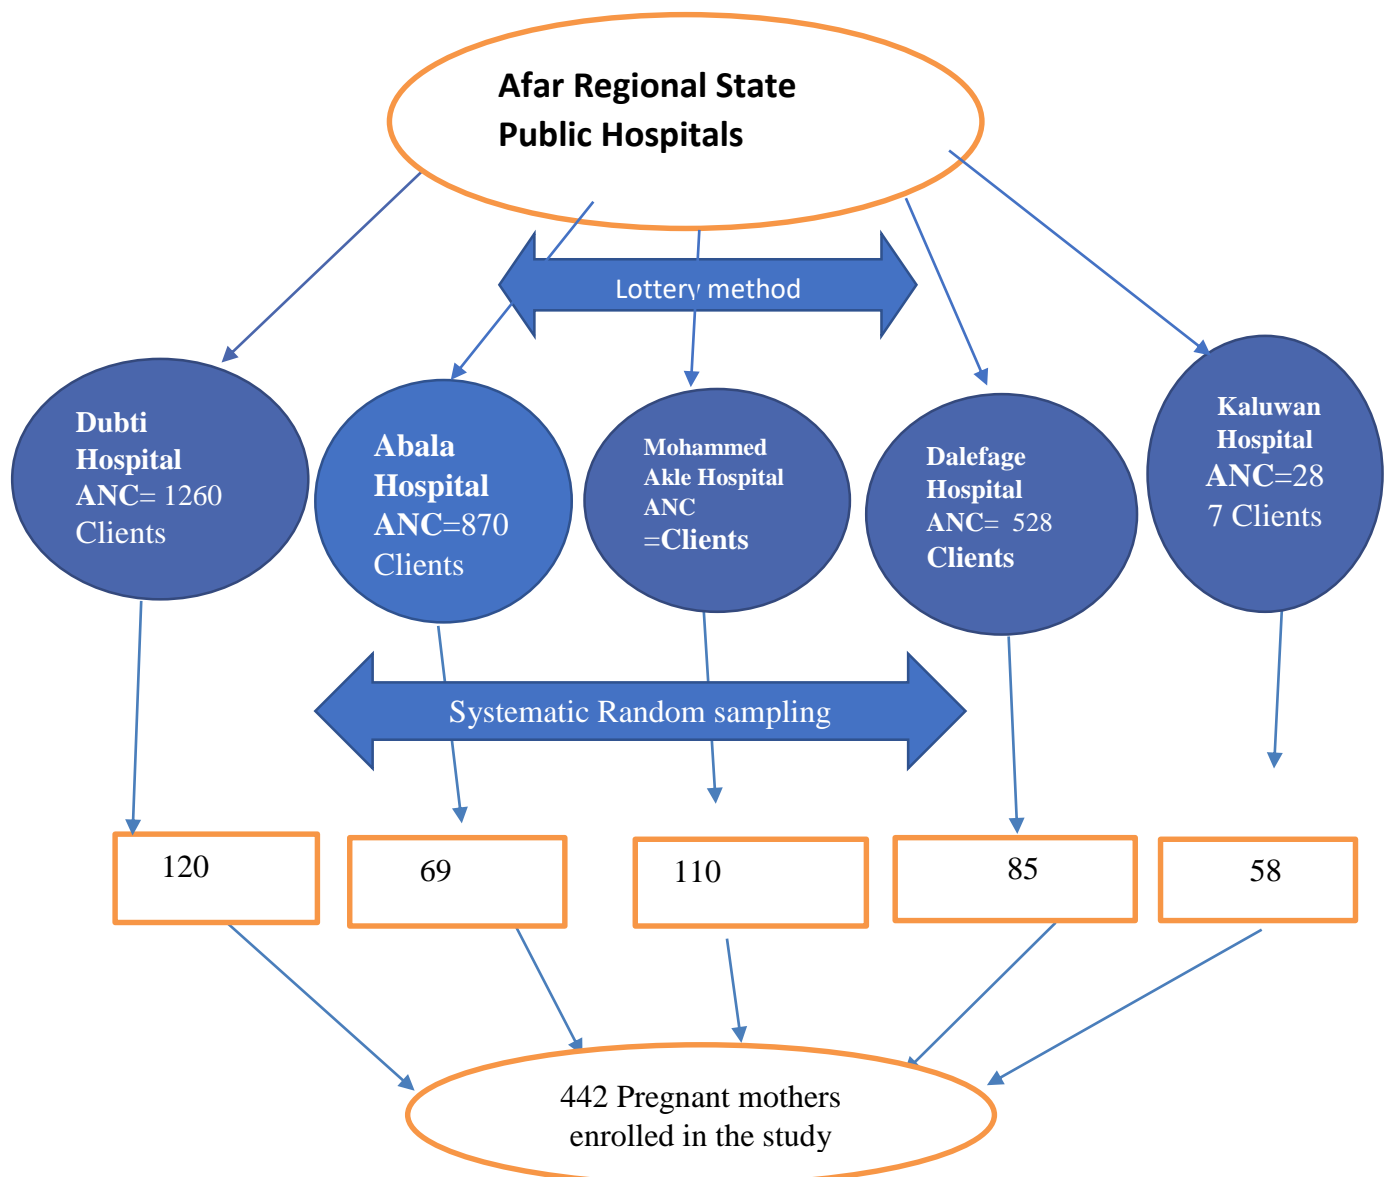 Afar Regional State
Public Hospitals
Lottery method
Dubti
Hospital
ANC= 1260
Clients
Abala
Hospital
ANC=870
Clients
Mohammed
Akle Hospital
ANC
=Clients
Dalefage
Hospital
ANC= 528
Clients
Kaluwan
Hospital
ANC=28
7 Clients
Systematic Random sampling
120
69
110
85
58
442 Pregnant mothers
enrolled in the study